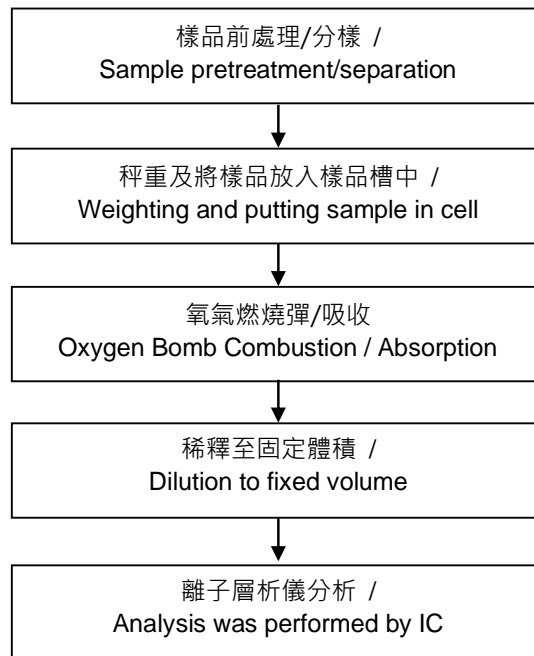 樣品前處理/分樣 /
Sample pretreatment/separation
秤重及將樣品放入樣品槽中 /
Weighting and putting sample in cell
氧氣燃燒彈/吸收
Oxygen Bomb Combustion / Absorption
稀釋至固定體積 /
Dilution to fixed volume
離子層析儀分析 /
Analysis was performed by IC